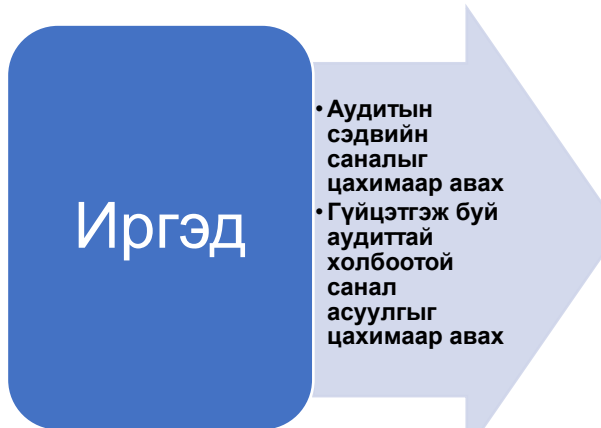 Иргэд
• Аудитын
сэдвийн
саналыг
цахимаар авах
• Гүйцэтгэж буй
аудиттай
холбоотой
санал
асуулгыг
цахимаар авах